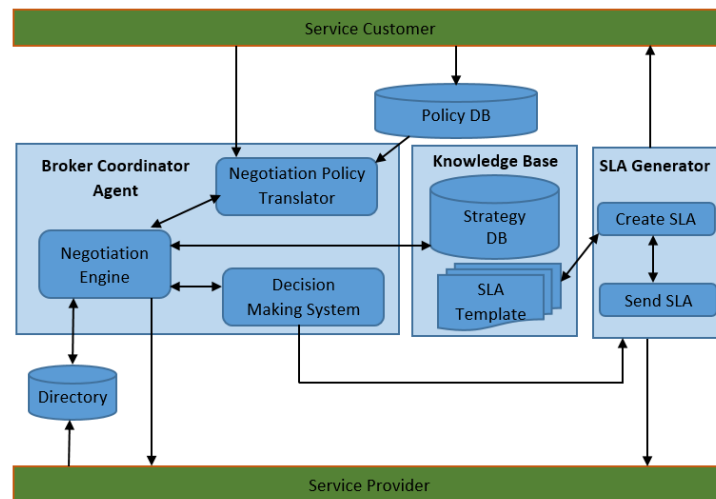 Service Customer
Policy DB
Broker Coordinator
Agent
Negotiation Policy
Translator
Knowledge Base
SLA Generator
Strategy
DB
Create SLA
Negotiation
Engine
Decision
Making System
SLA
Template
Send SLA
Directory
Service Provider